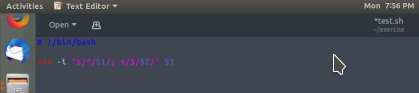 Activities Text Editor Mon 7:56 PM
Open *test.sh
~/exercise
# !/bin/bash
sed -i "s/^/$1/; s/$/$2/" $3